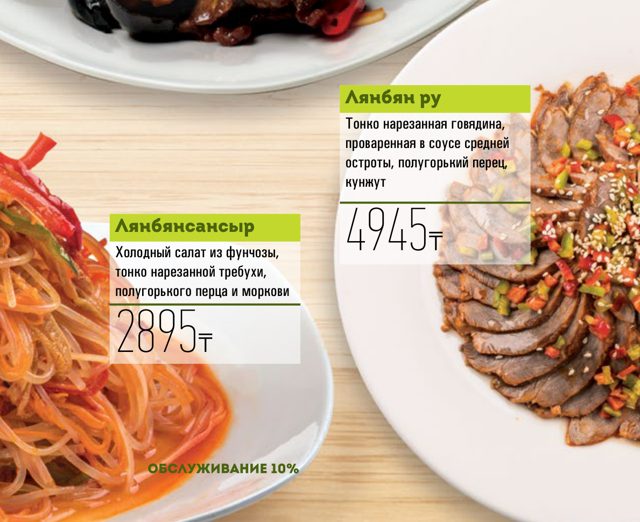 Лянбян ру
Тонко нарезанная говядина,
проваренная в соусе средней
остроты, полугорький перец,
кунжут
4945₸
Лянбянсансыр
Холодный салат из фунчозы,
тонко нарезанной требухи,
полугорького перца и моркови
2895₸
ОБСЛУЖИВАНИЕ 10%